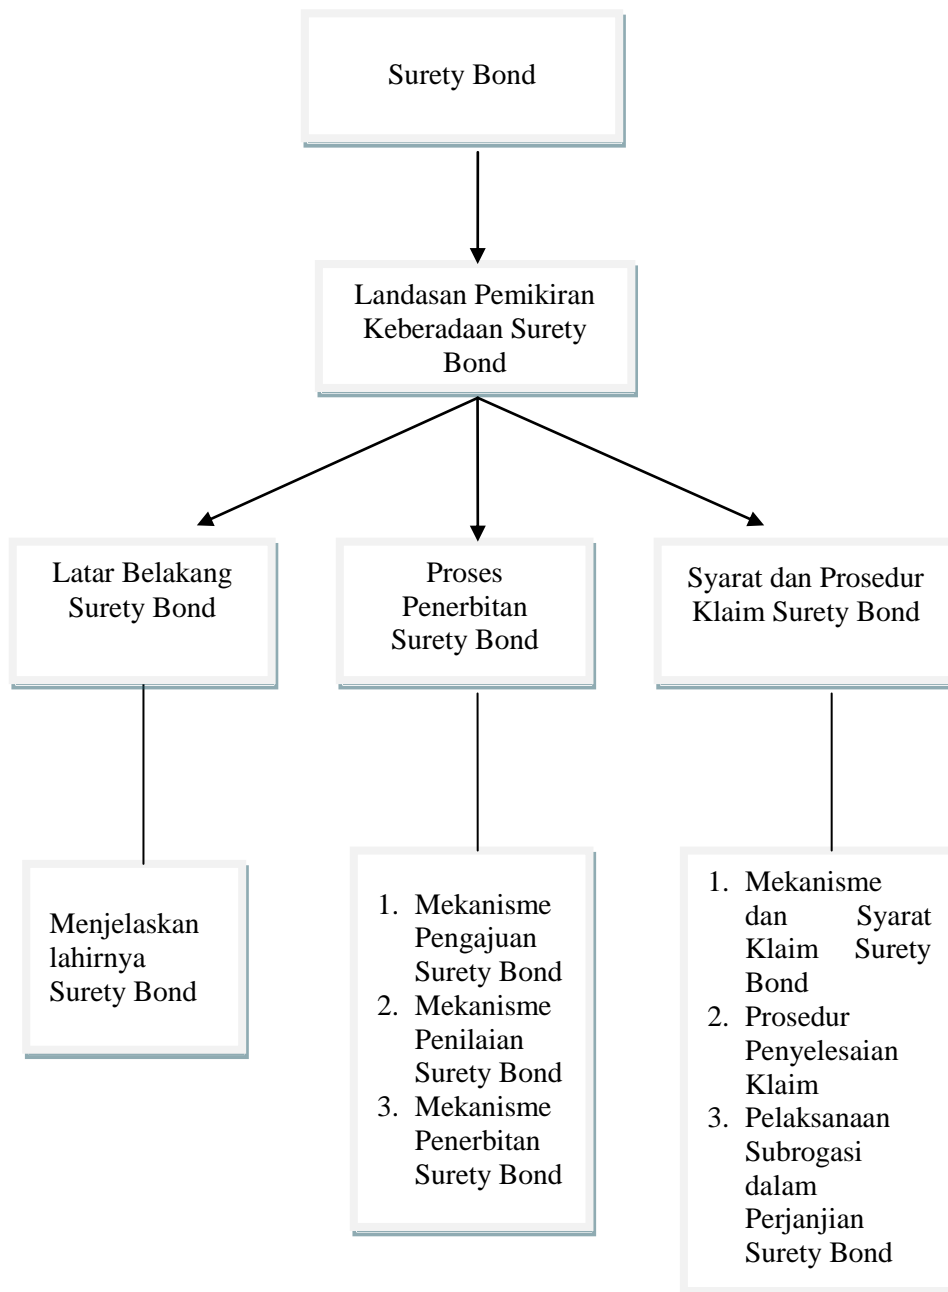 Surety Bond
Landasan Pemikiran
Keberadaan Surety
Bond
Latar Belakang
Surety Bond
Proses
Penerbitan
Surety Bond
Syarat dan Prosedur
Klaim Surety Bond
Menjelaskan
lahirnya
Surety Bond
1. Mekanisme
Pengajuan
Surety Bond
2. Mekanisme
Penilaian
Surety Bond
3. Mekanisme
Penerbitan
Surety Bond
1. Mekanisme
dan Syarat
Klaim Surety
Bond
2. Prosedur
Penyelesaian
Klaim
3. Pelaksanaan
Subrogasi
dalam
Perjanjian
Surety Bond